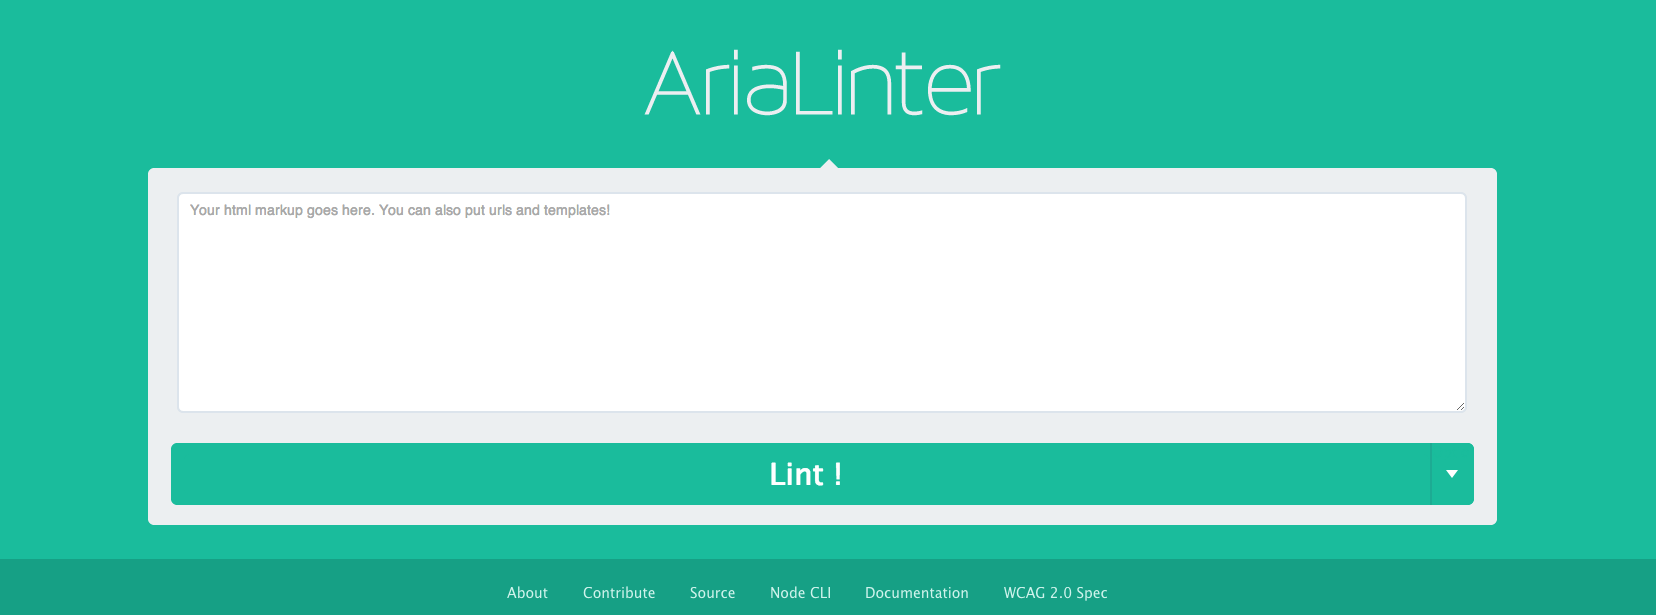 AriaLinter
Your html markup goes here. You can also put urls and templates!
Lint !
About Contribute Source Node CLI Documentation WCAG 2.0 Spec